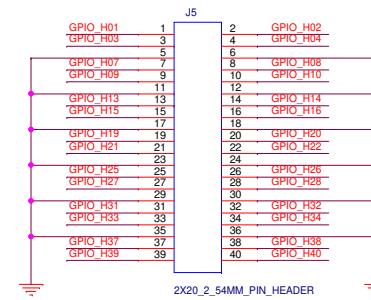 J5
GPIO_H01 1 2 GPIO_H02
GPIO_H03 3 4 GPIO_H04
5 6
GPIO_H07 7 8 GPIO_H08
GPIO_H09 9 10 GPIO_H10
11 12
GPIO_H13 13 14 GPIO_H14
GPIO_H15 15 16 GPIO_H16
17 18
GPIO_H19 19 20 GPIO_H20
GPIO_H21 21 22 GPIO_H22
23 24
GPIO_H25 25 26 GPIO_H26
GPIO_H27 27 28 GPIO_H28
29 30
GPIO_H31 31 32 GPIO_H32
GPIO_H33 33 34 GPIO_H34
35 36
GPIO_H37 37 38 GPIO_H38
GPIO_H39 39 40 GPIO_H40
2X20_2_54MM_PIN_HEADER